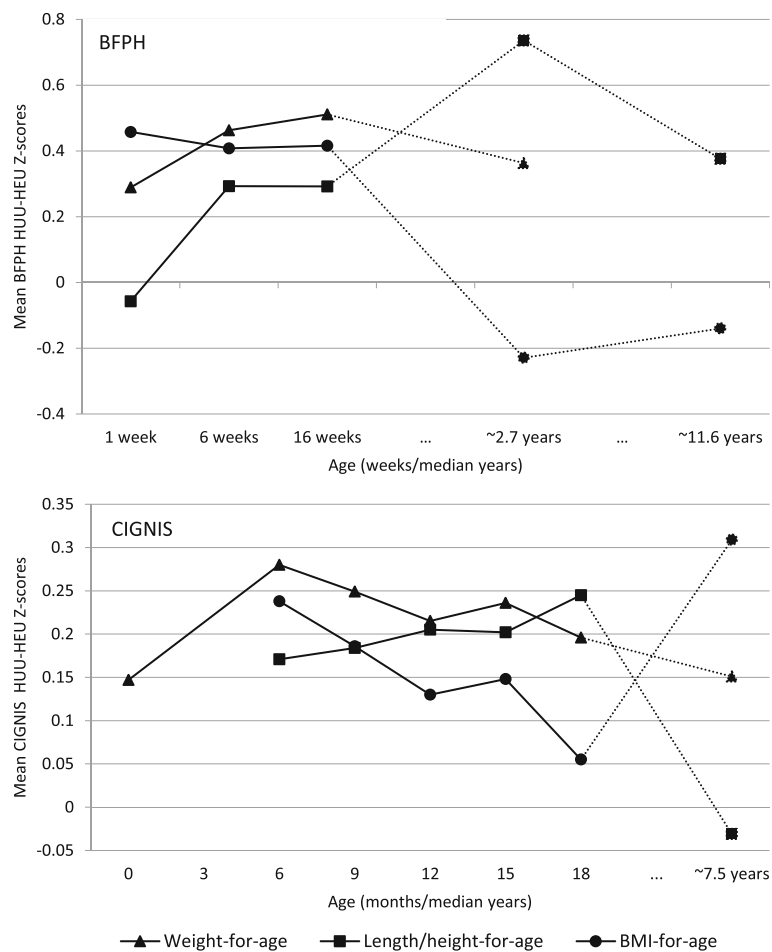 BFPH
Mean BFPH HUU-HEU Z-scores
0.8
0.6
0.4
0.2
0
-0.2
-0.4
1 week 6 weeks 16 weeks ... ~2.7 years ... ~11.6 years
Age (weeks/median years)
CIGNIS
Mean CIGNIS HUU-HEU Z-scores
0.35
0.3
0.25
0.2
0.15
0.1
0.05
0
-0.05
0 3 6 9 12 15 18 ... ~7.5 years
Age (months/median years)
Weight-for-age Length/height-for-age BMI-for-age